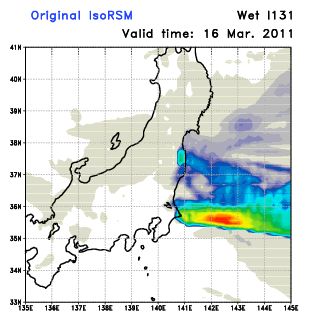 Original IsoRSM
Wet I131
Valid time: 16 Mar. 2011
41N
40N
39N
38N
37N
36N
35N
34N
33N
135E 136E 137E 138E 139E 140E 141E 142E 143E 144E 145E